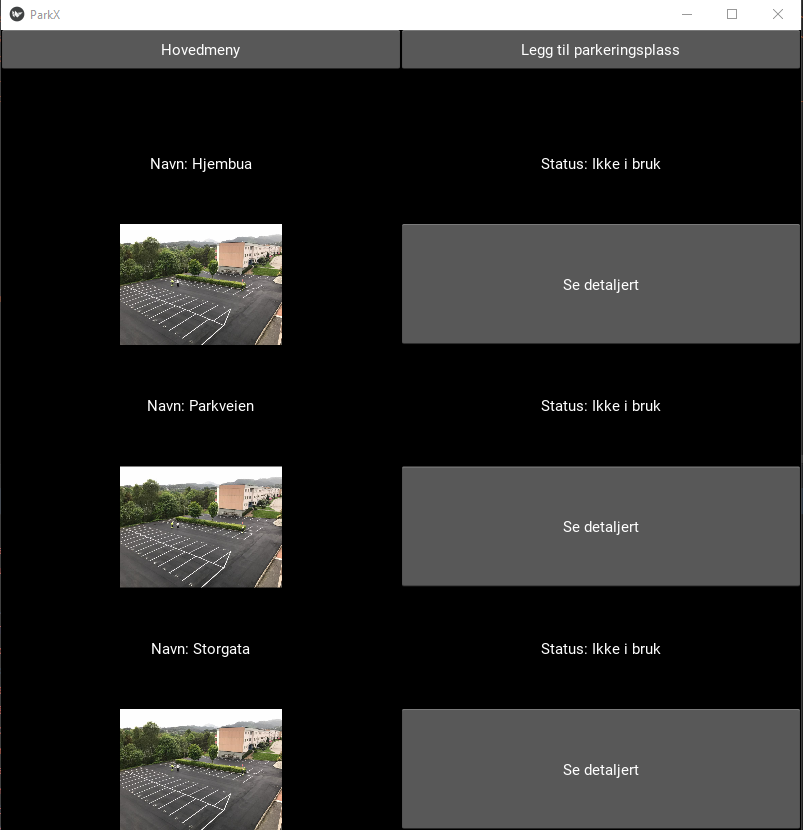 ParkX
Hovedmeny
Legg til parkeringsplass
Navn: Hjembua
Status: Ikke i bruk
Se detaljert
Navn: Parkveien
Status: Ikke i bruk
Se detaljert
Navn: Storgata
Status: Ikke i bruk
Se detaljert